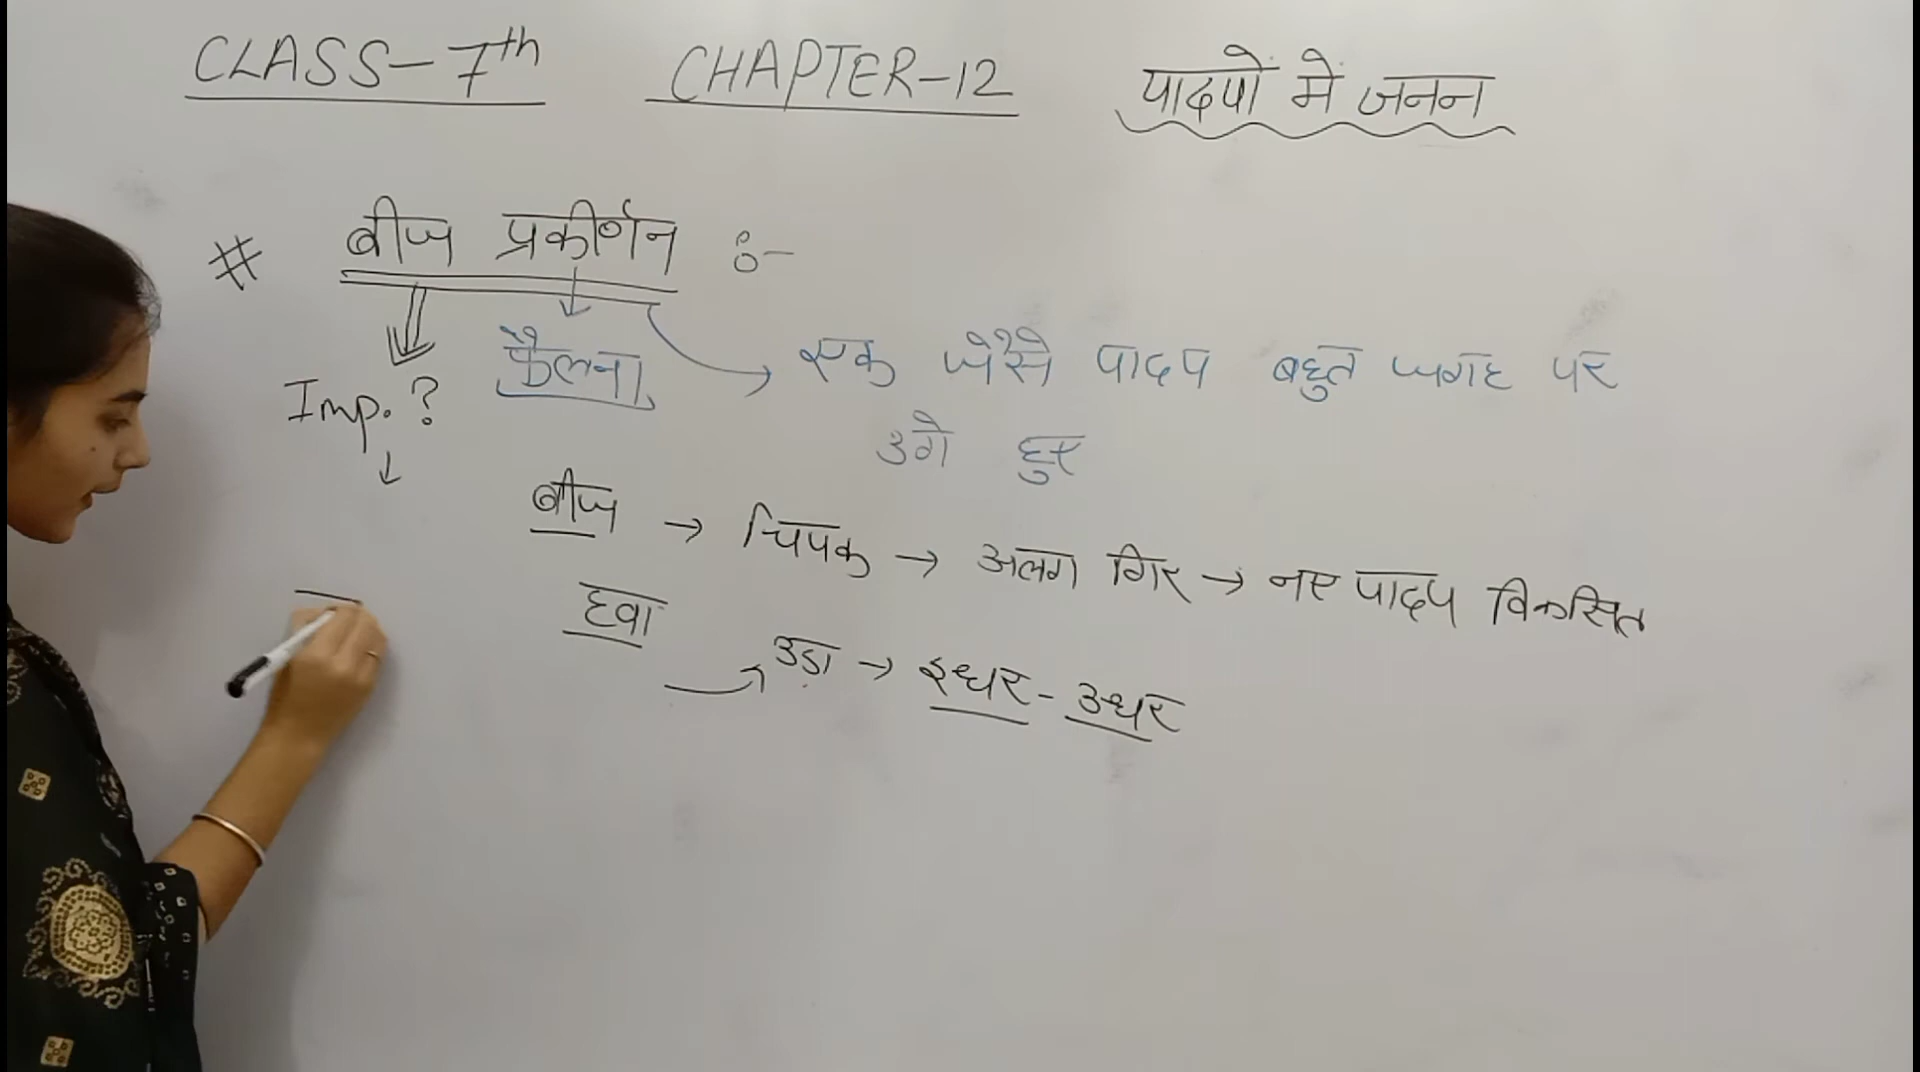 CLASS-7th CHAPTER-12 पादपों में जनन
# बीज प्रकीर्णन :-
फैलना → एक जैसे पादप बहुत जगह पर
Imp. ?
उगे हुए
↓
बीज → चिपक → अलग गिर → नए पादप विकसित
हवा
→ उड़ा → इधर - उधर